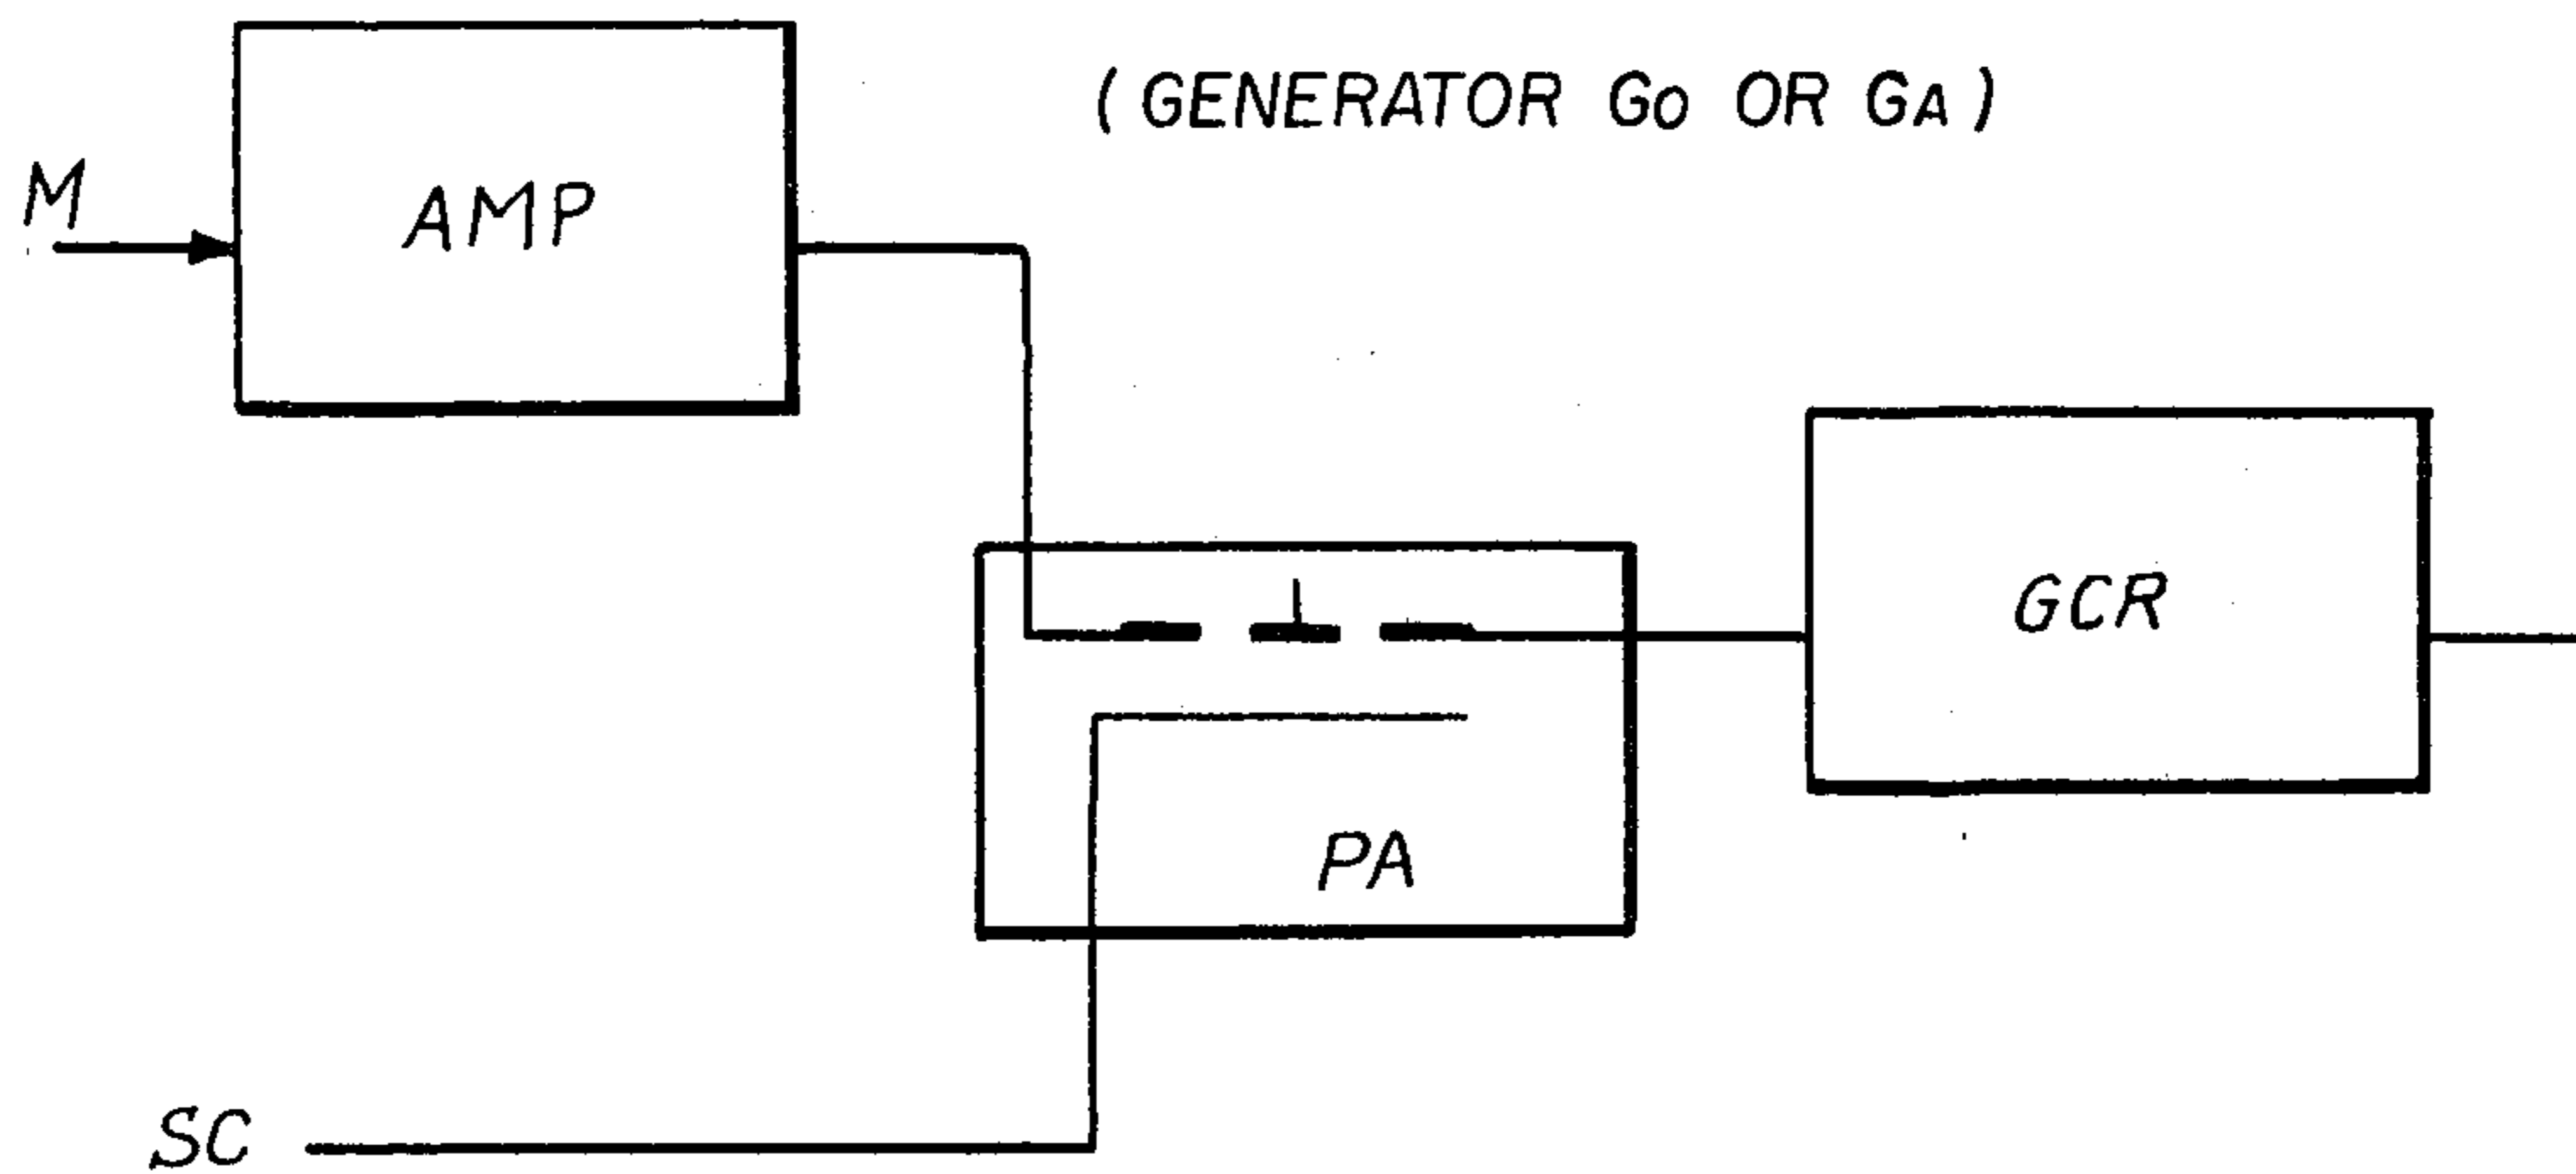 (GENERATOR GO OR GA)
M
AMP
GCR
PA
SC